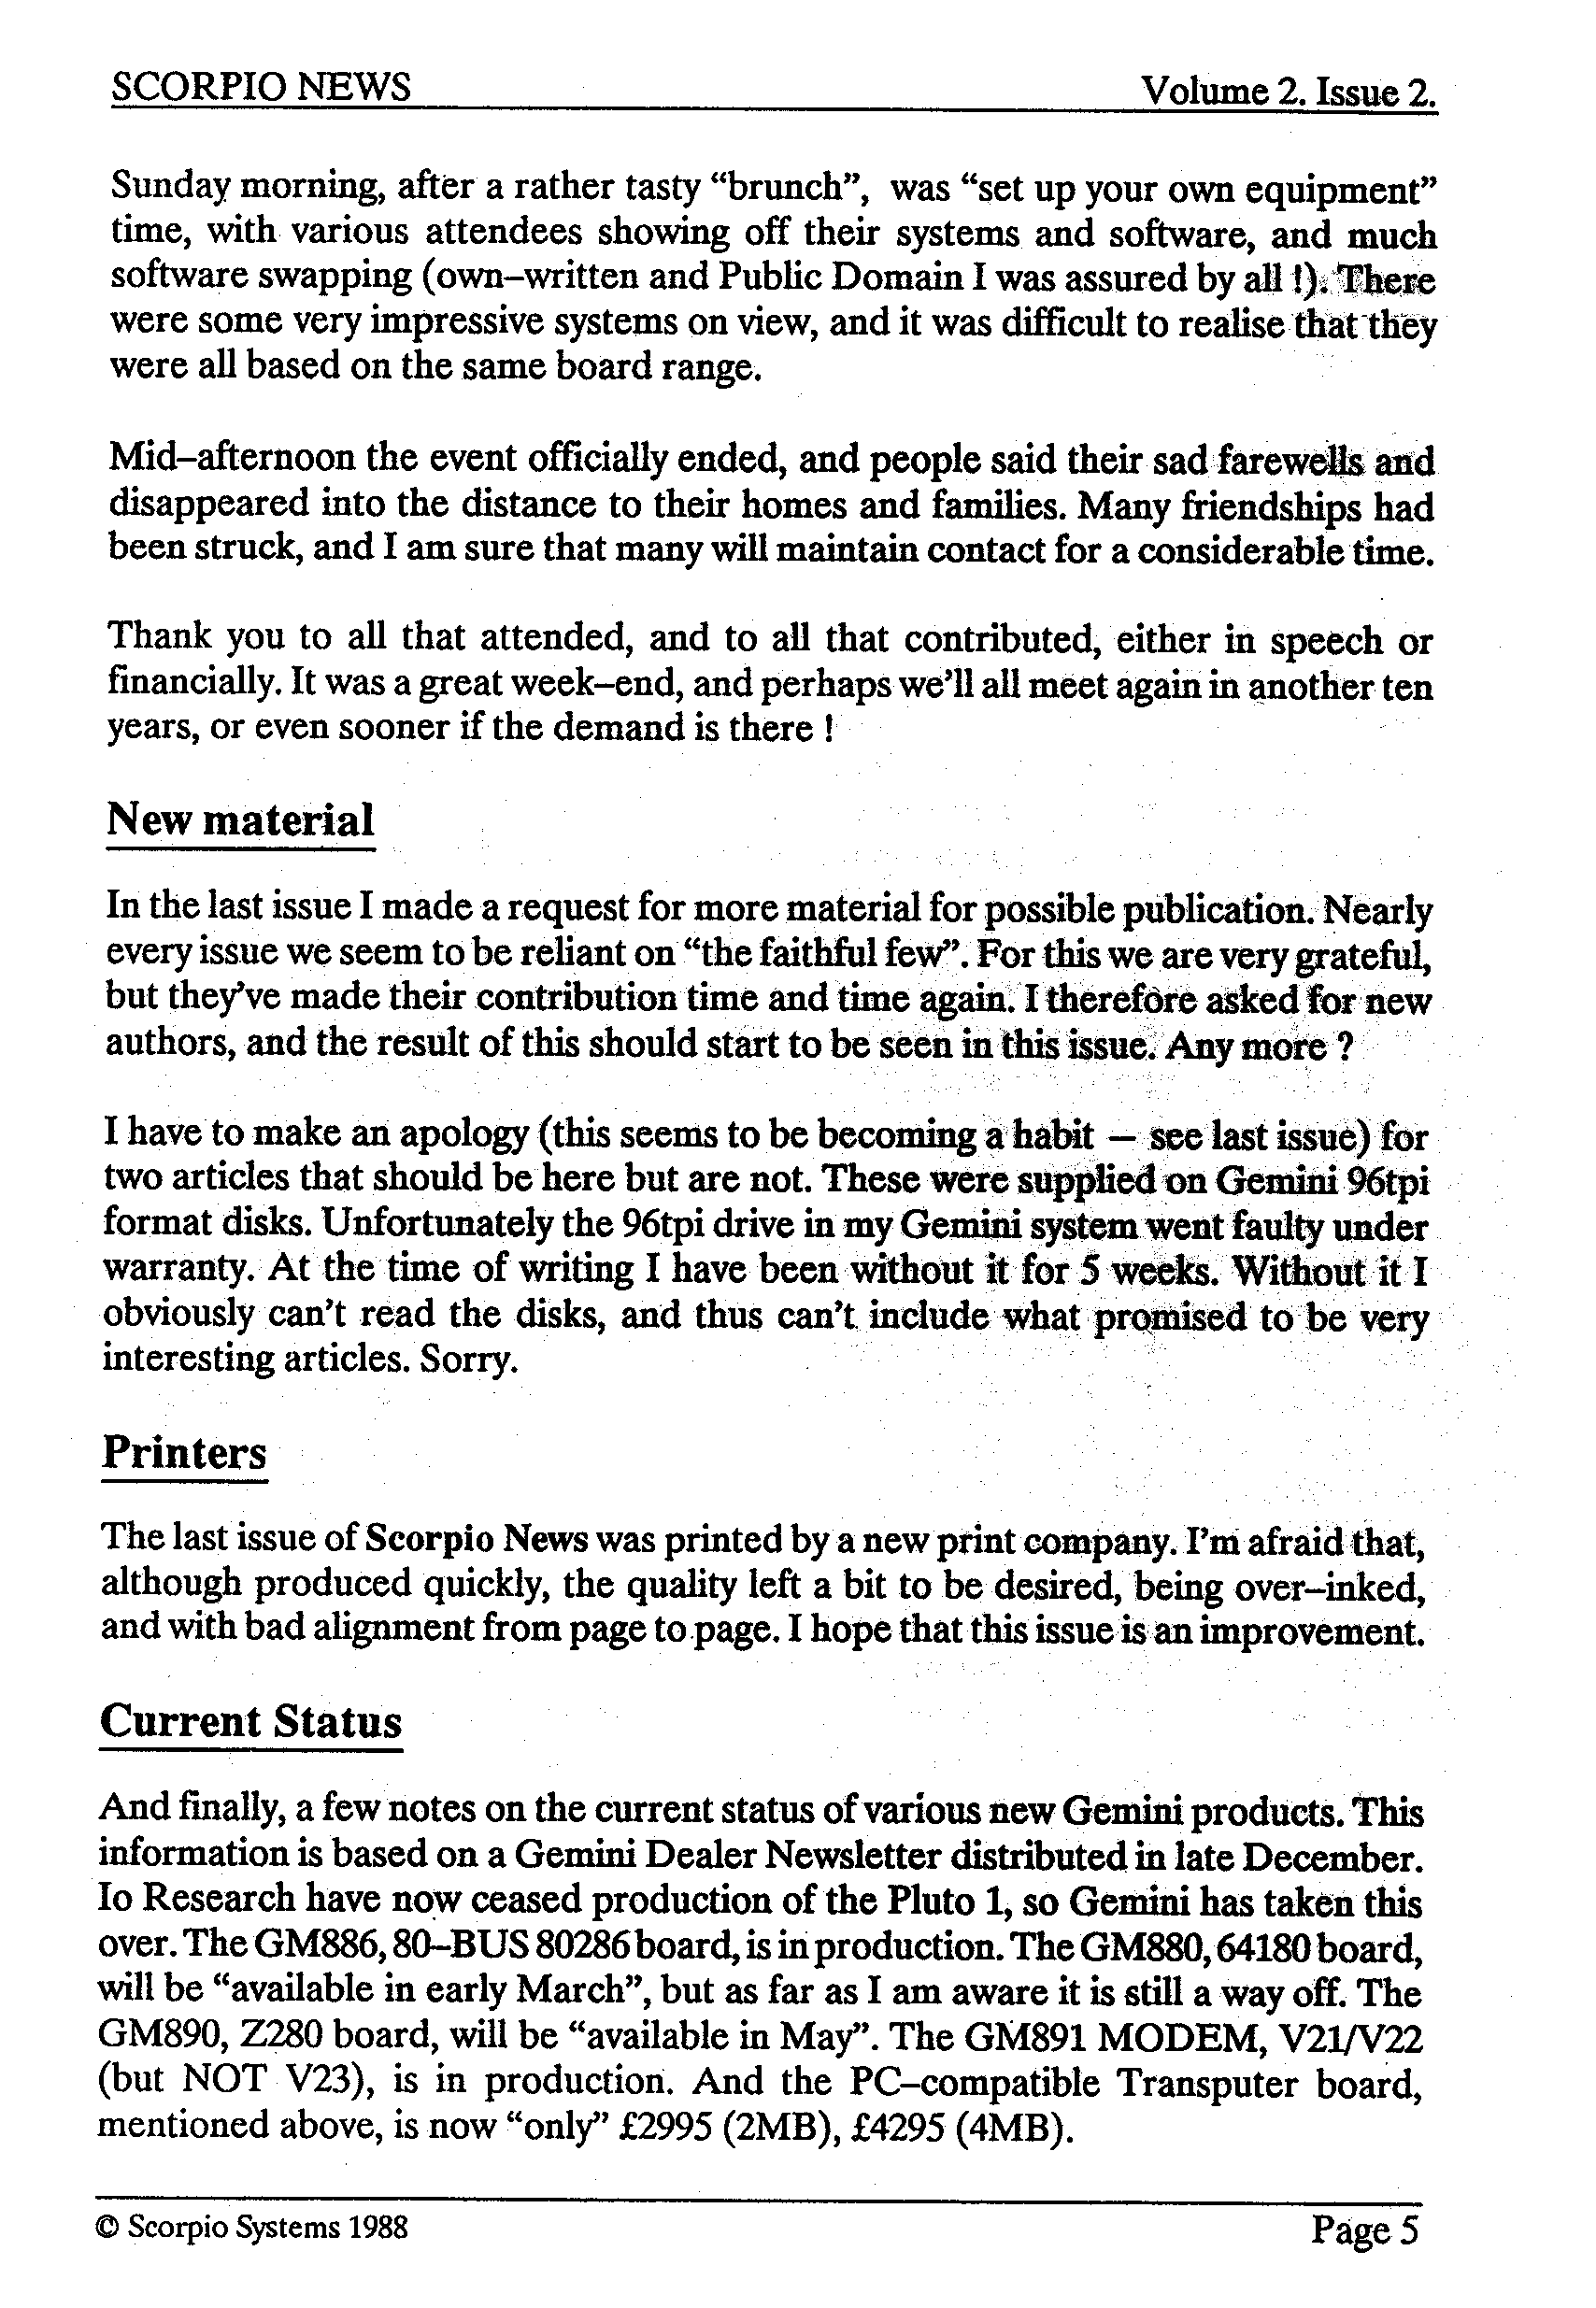 SCORPIO NEWS Volume 2. Issue 2.
Sunday morning, after a rather tasty “brunch”, was “set up your own equipment”
time, with various attendees showing off their systems and software, and much
software swapping (own–written and Public Domain I was assured by all !). There
were some very impressive systems on view, and it was difficult to realise that they
were all based on the same board range.
Mid–afternoon the event officially ended, and people said their sad farewells and
disappeared into the distance to their homes and families. Many friendships had
been struck, and I am sure that many will maintain contact for a considerable time.
Thank you to all that attended, and to all that contributed, either in speech or
financially. It was a great week–end, and perhaps we’ll all meet again in another ten
years, or even sooner if the demand is there !
New material
In the last issue I made a request for more material for possible publication. Nearly
every issue we seem to be reliant on “the faithful few”. For this we are very grateful,
but they’ve made their contribution time and time again. I therefore asked for new
authors, and the result of this should start to be seen in this issue. Any more ?
I have to make an apology (this seems to be becoming a habit – see last issue) for
two articles that should be here but are not. These were supplied on Gemini 96tpi
format disks. Unfortunately the 96tpi drive in my Gemini system went faulty under
warranty. At the time of writing I have been without it for 5 weeks. Without it I
obviously can’t read the disks, and thus can’t include what promised to be very
interesting articles. Sorry.
Printers
The last issue of Scorpio News was printed by a new print company. I’m afraid that,
although produced quickly, the quality left a bit to be desired, being over–inked,
and with bad alignment from page to page. I hope that this issue is an improvement.
Current Status
And finally, a few notes on the current status of various new Gemini products. This
information is based on a Gemini Dealer Newsletter distributed in late December.
Io Research have now ceased production of the Pluto 1, so Gemini has taken this
over. The GM886, 80–BUS 80286 board, is in production. The GM880, 64180 board,
will be “available in early March”, but as far as I am aware it is still a way off. The
GM890, Z280 board, will be “available in May”. The GM891 MODEM, V21/V22
(but NOT V23), is in production. And the PC–compatible Transputer board,
mentioned above, is now “only” £2995 (2MB), £4295 (4MB).
© Scorpio Systems 1988 Page 5